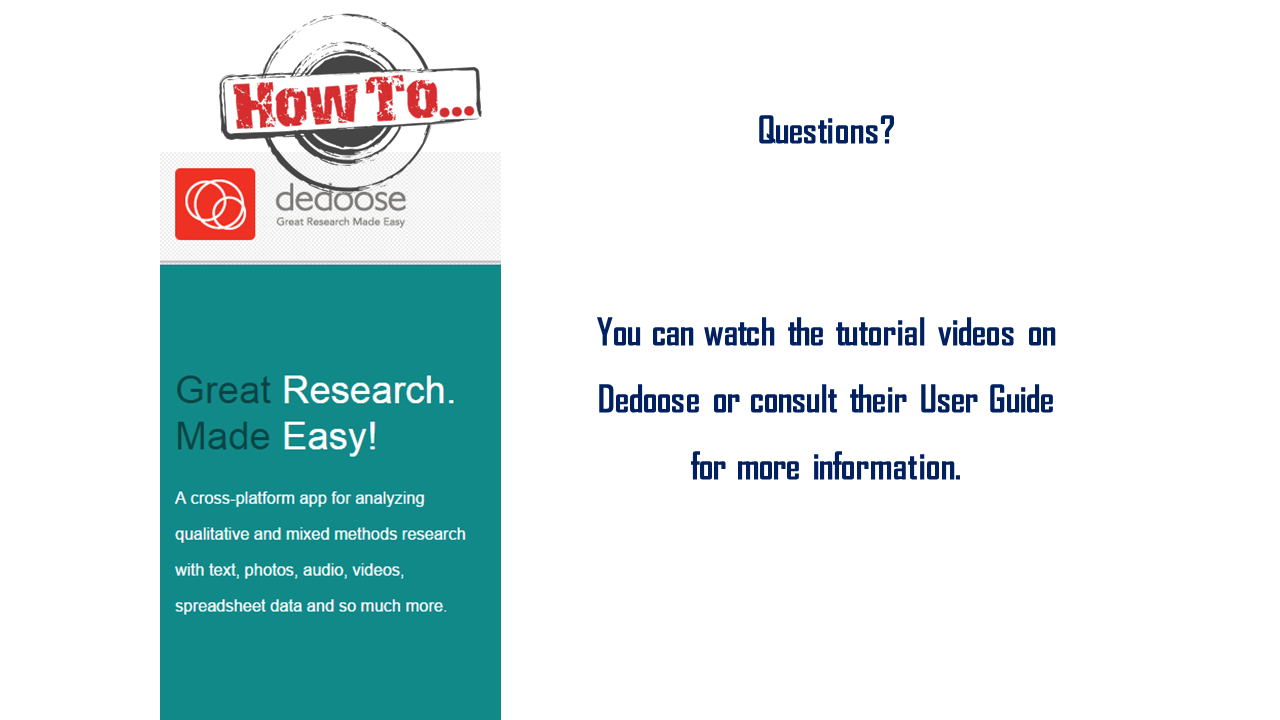 How To...
dedoose
Great Research Made Easy
Great Research.
Made Easy!
A cross-platform app for analyzing
qualitative and mixed methods research
with text, photos, audio, videos,
spreadsheet data and so much more.
Questions?
You can watch the tutorial videos on
Dedoose or consult their User Guide
for more information.